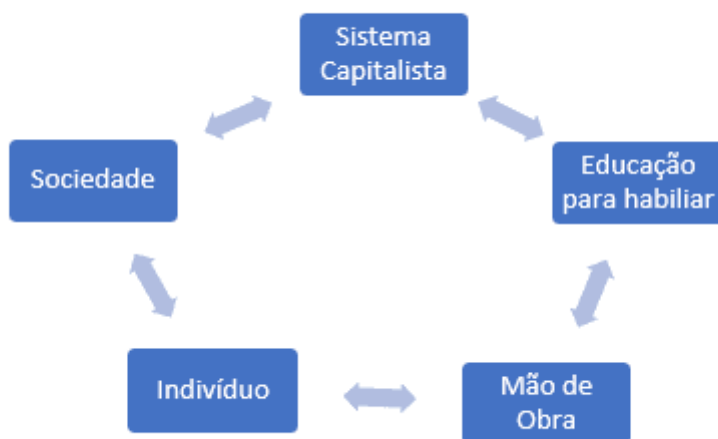 Sistema
Capitalista
Educação
para habiliar
Mão de
Obra
Indivíduo
Sociedade